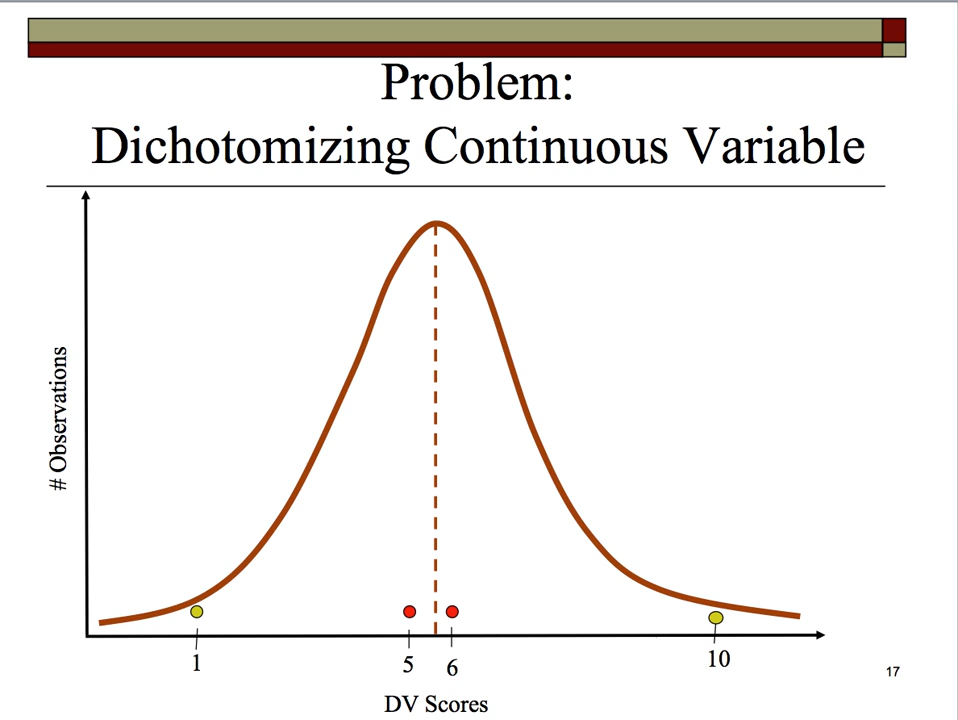 Problem:
Dichotomizing Continuous Variable
# Observations
1
5
6
10
17
DV Scores